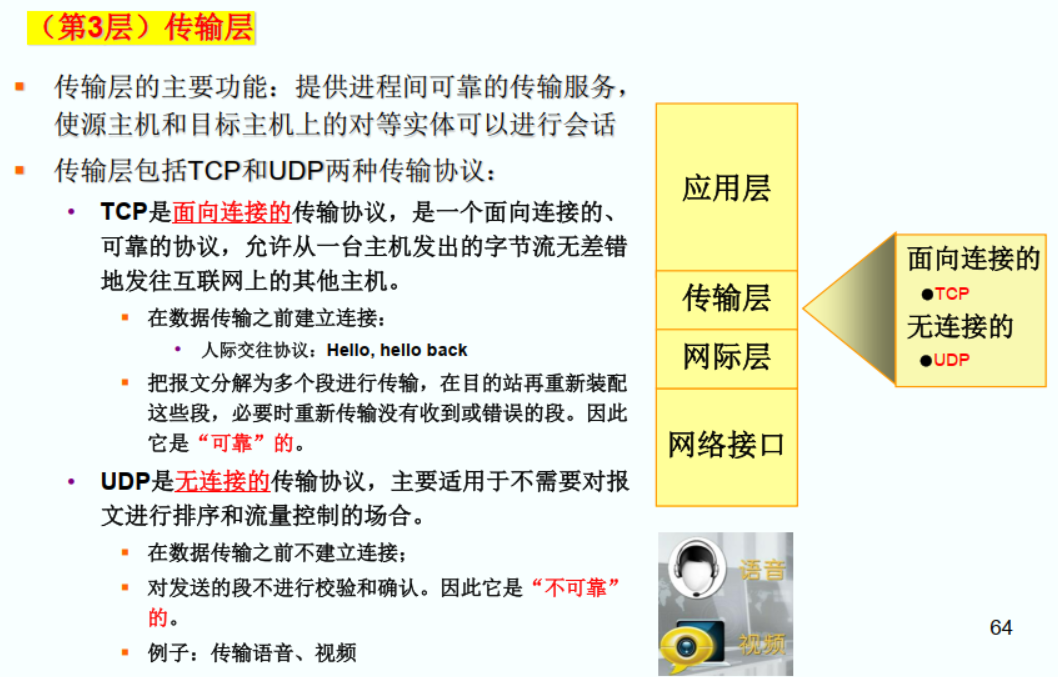 （第3层）传输层
▪ 传输层的主要功能：提供进程间可靠的传输服务，
使源主机和目标主机上的对等实体可以进行会话
▪ 传输层包括TCP和UDP两种传输协议：
• TCP是面向连接的传输协议，是一个面向连接的、
可靠的协议，允许从一台主机发出的字节流无差错
地发往互联网上的其他主机。
▪ 在数据传输之前建立连接：
• 人际交往协议：Hello, hello back
▪ 把报文分解为多个段进行传输，在目的站再重新装配
这些段，必要时重新传输没有收到或错误的段。因此
它是“可靠”的。
• UDP是无连接的传输协议，主要适用于不需要对报
文进行排序和流量控制的场合。
▪ 在数据传输之前不建立连接；
▪ 对发送的段不进行校验和确认。因此它是“不可靠”
的。
▪ 例子：传输语音、视频
应用层
传输层
网际层
网络接口
面向连接的
●TCP
无连接的
●UDP
语音
视频
64